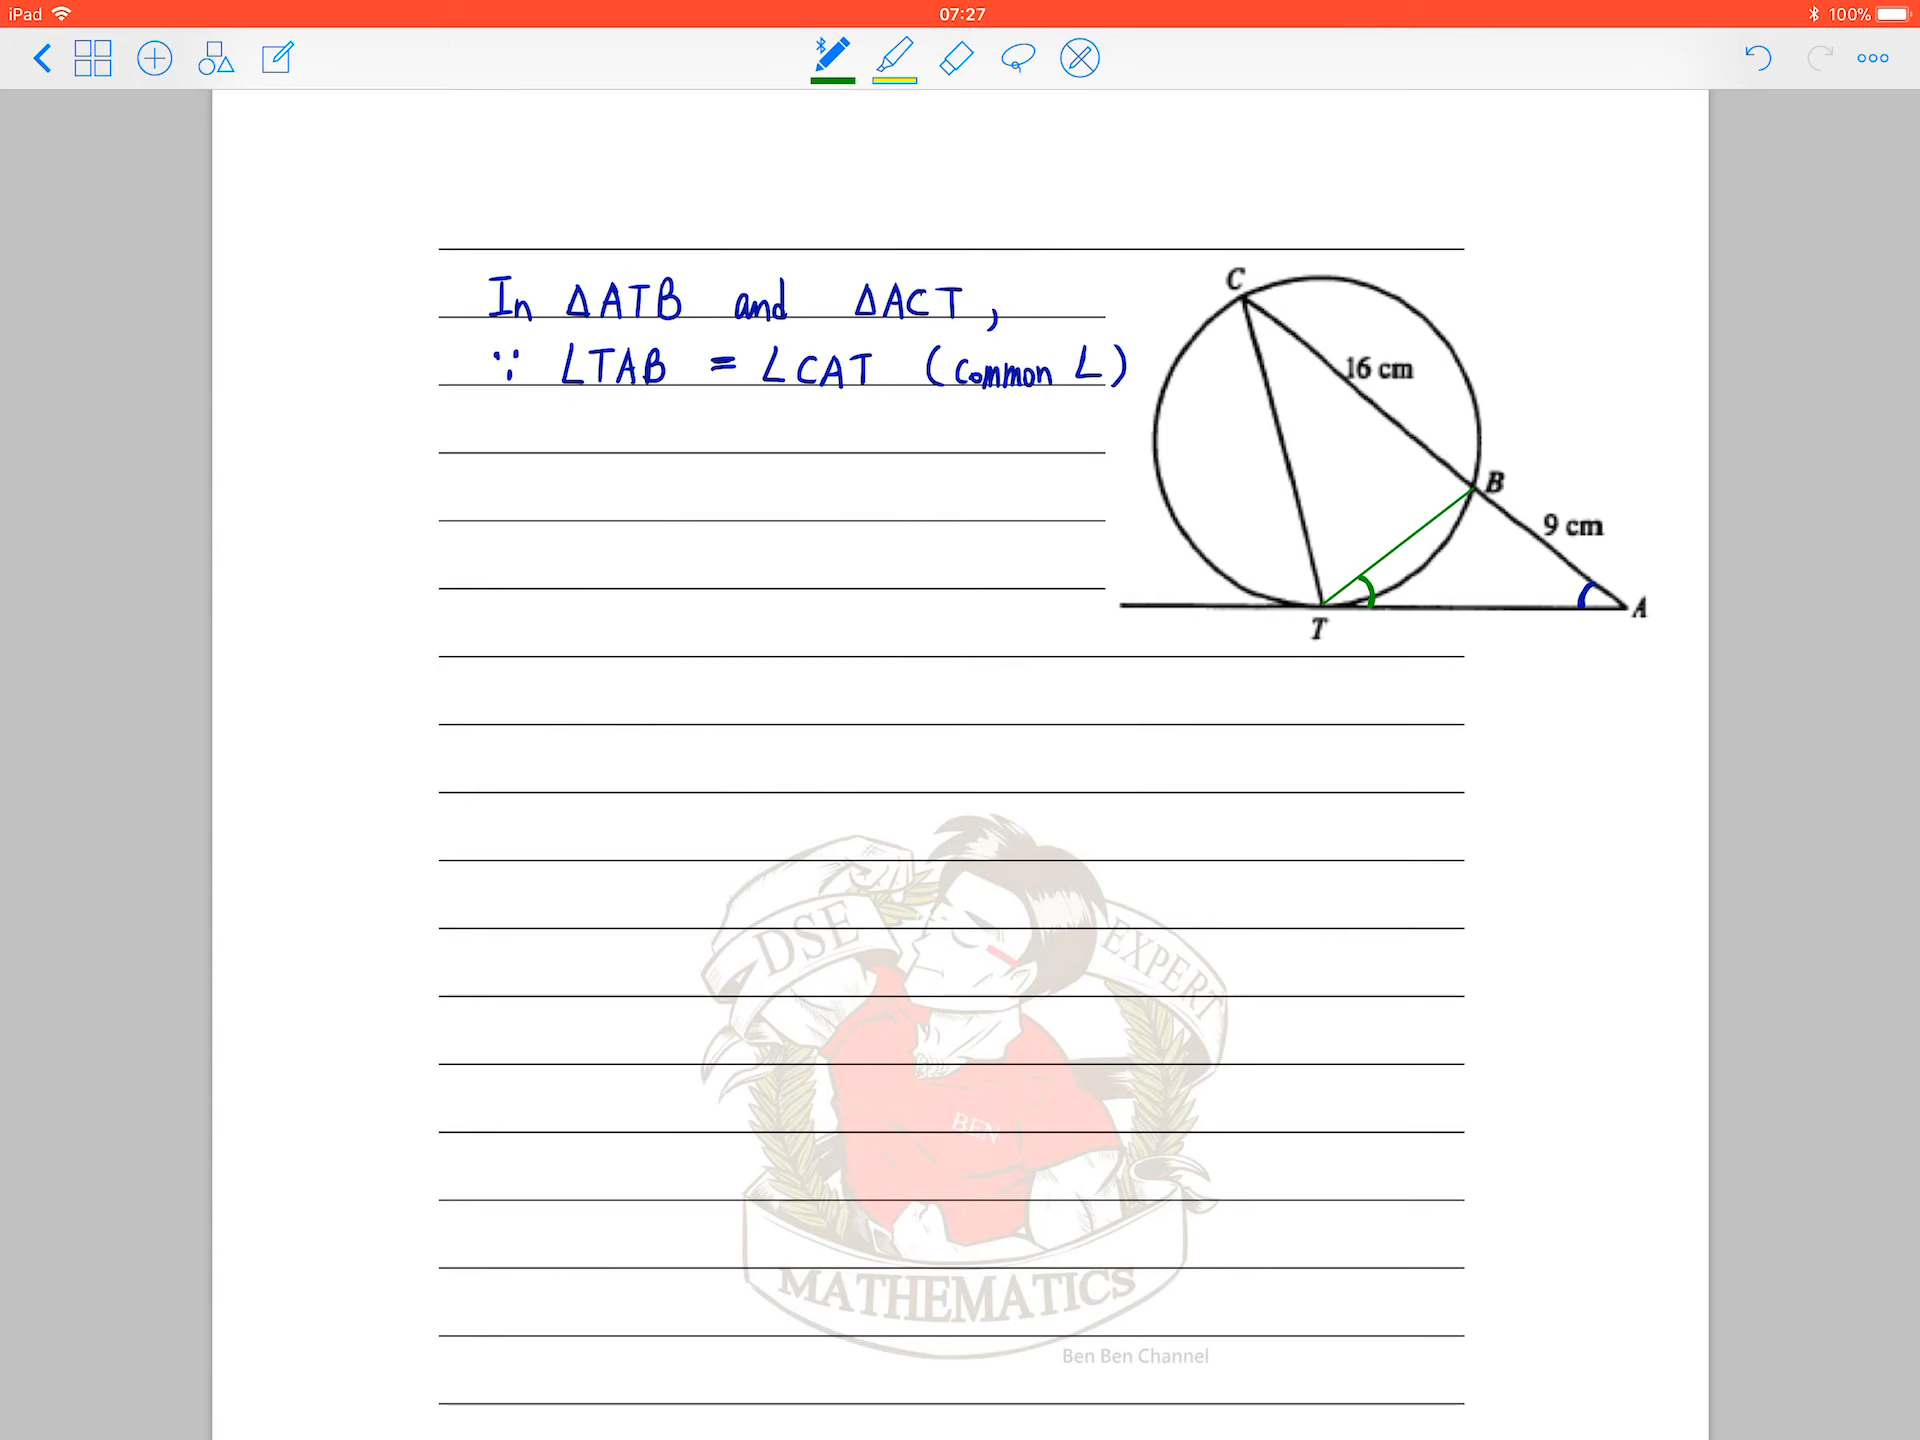 iPad 07:27 100%
In ΔATB and ΔACT,
∵ ∠TAB = ∠CAT (common ∠)
C
16 cm
B
9 cm
A
T
DSE EXPERT
BEN
MATHEMATICS
Ben Ben Channel